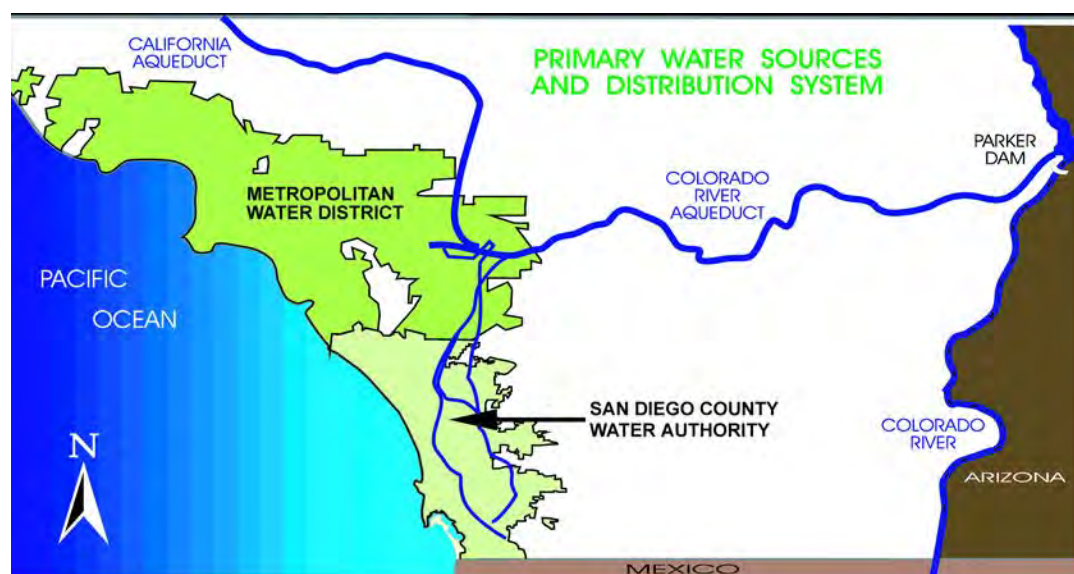 CALIFORNIA
AQUEDUCT
PRIMARY WATER SOURCES
AND DISTRIBUTION SYSTEM
PARKER
DAM
COLORADO
RIVER
AQUEDUCT
METROPOLITAN
WATER DISTRICT
PACIFIC
OCEAN
SAN DIEGO COUNTY
WATER AUTHORITY
COLORADO
RIVER
N
ARIZONA
MEXICO